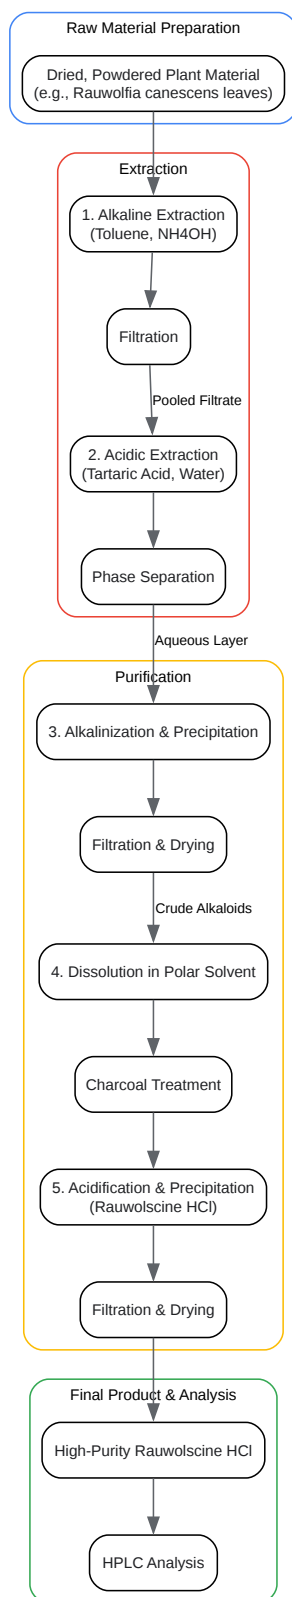 Raw Material Preparation
Dried, Powdered Plant Material
(e.g., Rauwolfia canescens leaves)
Extraction
1. Alkaline Extraction
(Toluene, NH4OH)
Filtration
Pooled Filtrate
2. Acidic Extraction
(Tartaric Acid, Water)
Phase Separation
Aqueous Layer
Purification
3. Alkalinization & Precipitation
Filtration & Drying
Crude Alkaloids
4. Dissolution in Polar Solvent
Charcoal Treatment
5. Acidification & Precipitation
(Rauwolscine HCl)
Filtration & Drying
Final Product & Analysis
High-Purity Rauwolscine HCl
HPLC Analysis